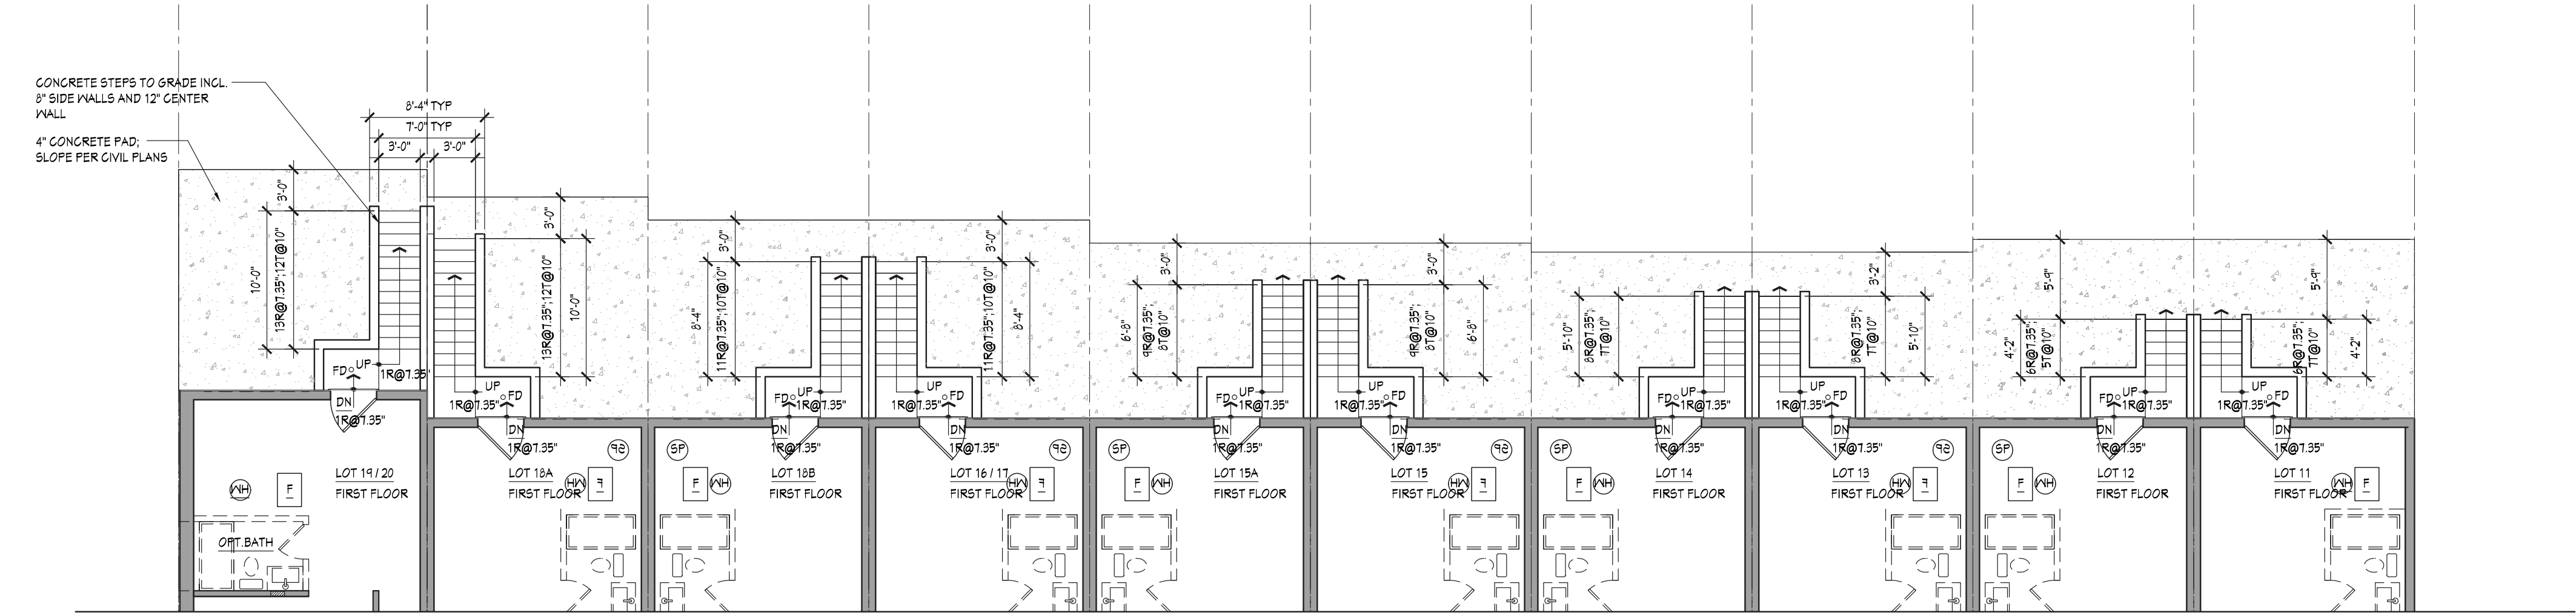 CONCRETE STEPS TO GRADE INCL.
8" SIDE WALLS AND 12" CENTER
WALL
4" CONCRETE PAD;
SLOPE PER CIVIL PLANS
8'-4" TYP
7'-0" TYP
3'-0"
3'-0"
3'-0"
10'-0"
13R@7.35";12T@10"
FD
UP
1R@7.35"
DN
1R@7.35"
LOT 19 / 20
FIRST FLOOR
WH
F
OPT.BATH
3'-0"
13R@7.35";12T@10"
10'-0"
UP
FD
1R@7.35"
DN
1R@7.35"
SP
LOT 18A
FIRST FLOOR
WH
F
3'-0"
8'-4"
11R@7.35";10T@10"
FD
UP
1R@7.35"
DN
1R@7.35"
SP
LOT 18B
FIRST FLOOR
F
WH
3'-0"
11R@7.35";10T@10"
8'-4"
UP
FD
1R@7.35"
DN
1R@7.35"
LOT 16 / 17
FIRST FLOOR
WH
F
3'-0"
6'-8"
9R@7.35";
8T@10"
FD
UP
1R@7.35"
DN
1R@7.35"
SP
LOT 15A
FIRST FLOOR
F
WH
3'-0"
9R@7.35";
8T@10"
6'-8"
UP
FD
1R@7.35"
DN
1R@7.35"
SP
LOT 15
FIRST FLOOR
WH
F
5'-10"
8R@7.35";
7T@10"
FD
UP
1R@7.35"
DN
1R@7.35"
SP
LOT 14
FIRST FLOOR
F
WH
3'-2"
8R@7.35";
7T@10"
5'-10"
UP
FD
1R@7.35"
DN
1R@7.35"
SP
LOT 13
FIRST FLOOR
WH
F
5'-9"
4'-2"
6R@7.35";
5T@10"
FD
UP
1R@7.35"
DN
1R@7.35"
SP
LOT 12
FIRST FLOOR
F
WH
5'-9"
6R@7.35";
7T@10"
4'-2"
UP
FD
1R@7.35"
DN
1R@7.35"
LOT 11
FIRST FLOOR
WH
F